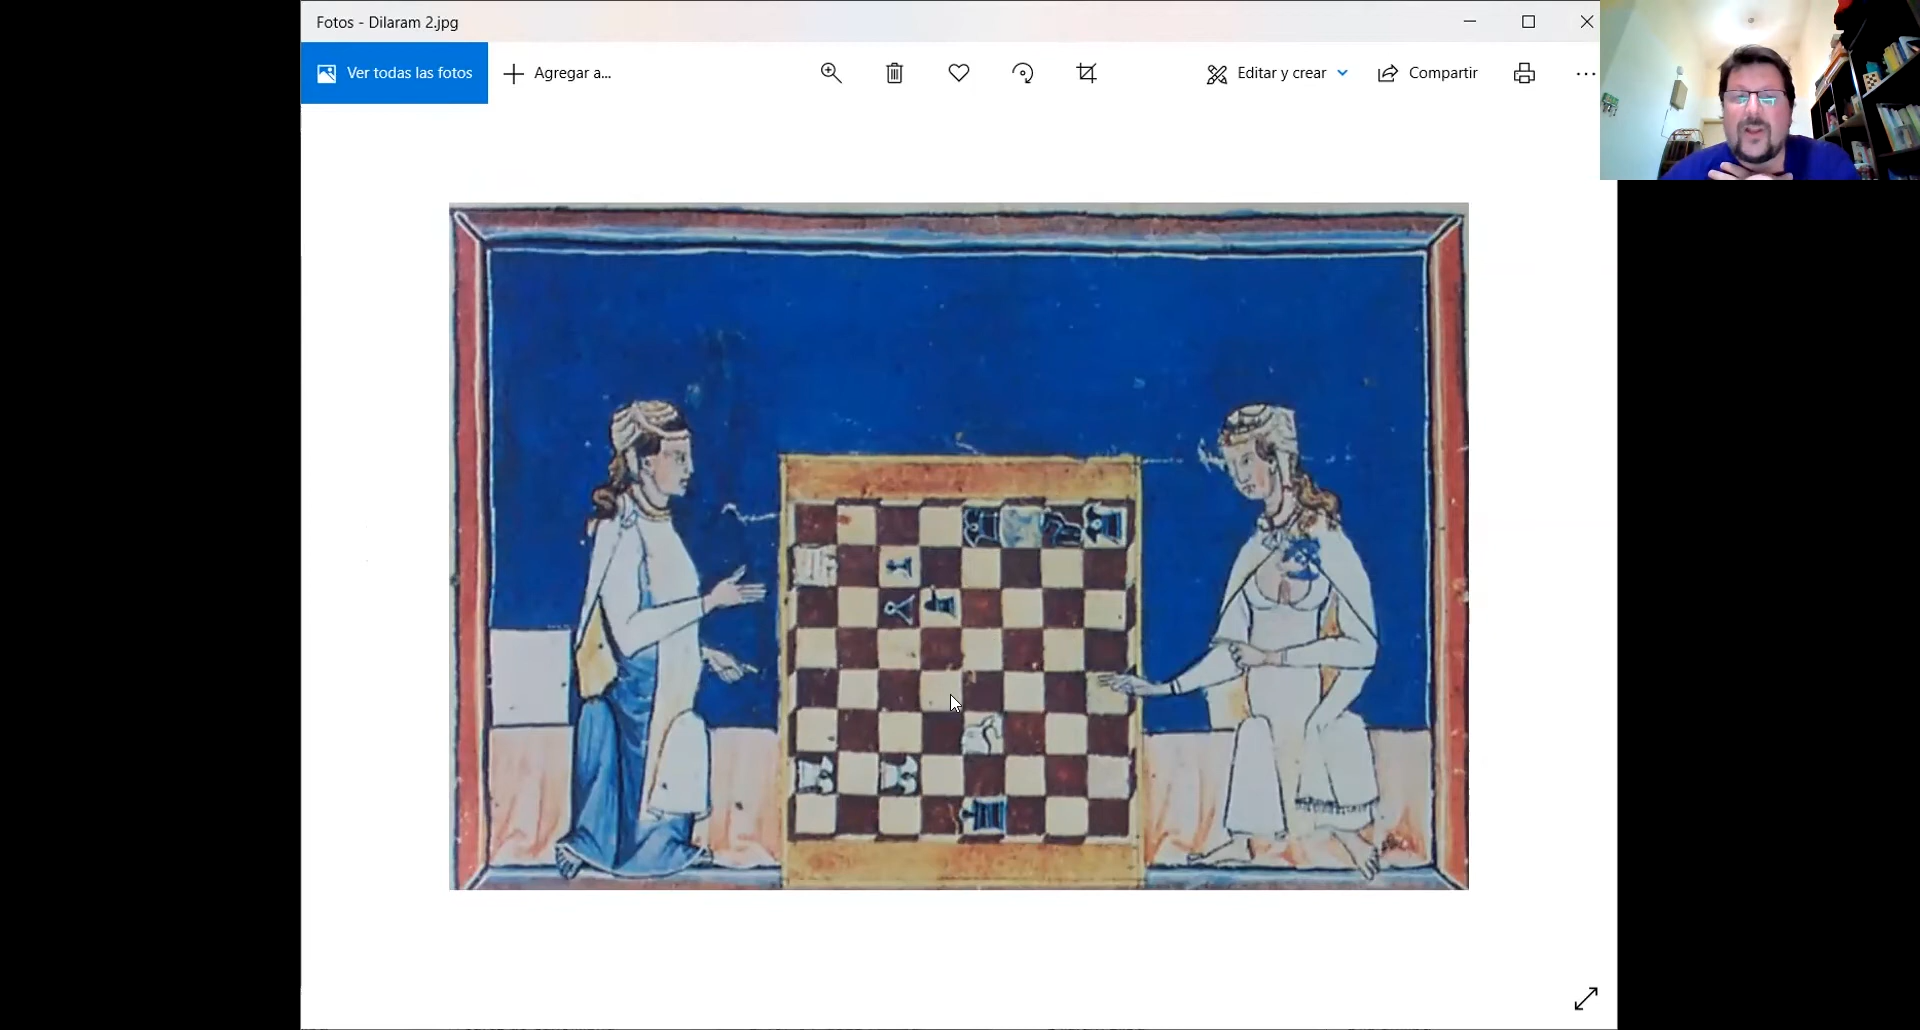 Fotos - Dilaram 2.jpg
Ver todas las fotos
Agregar a...
Editar y crear
Compartir